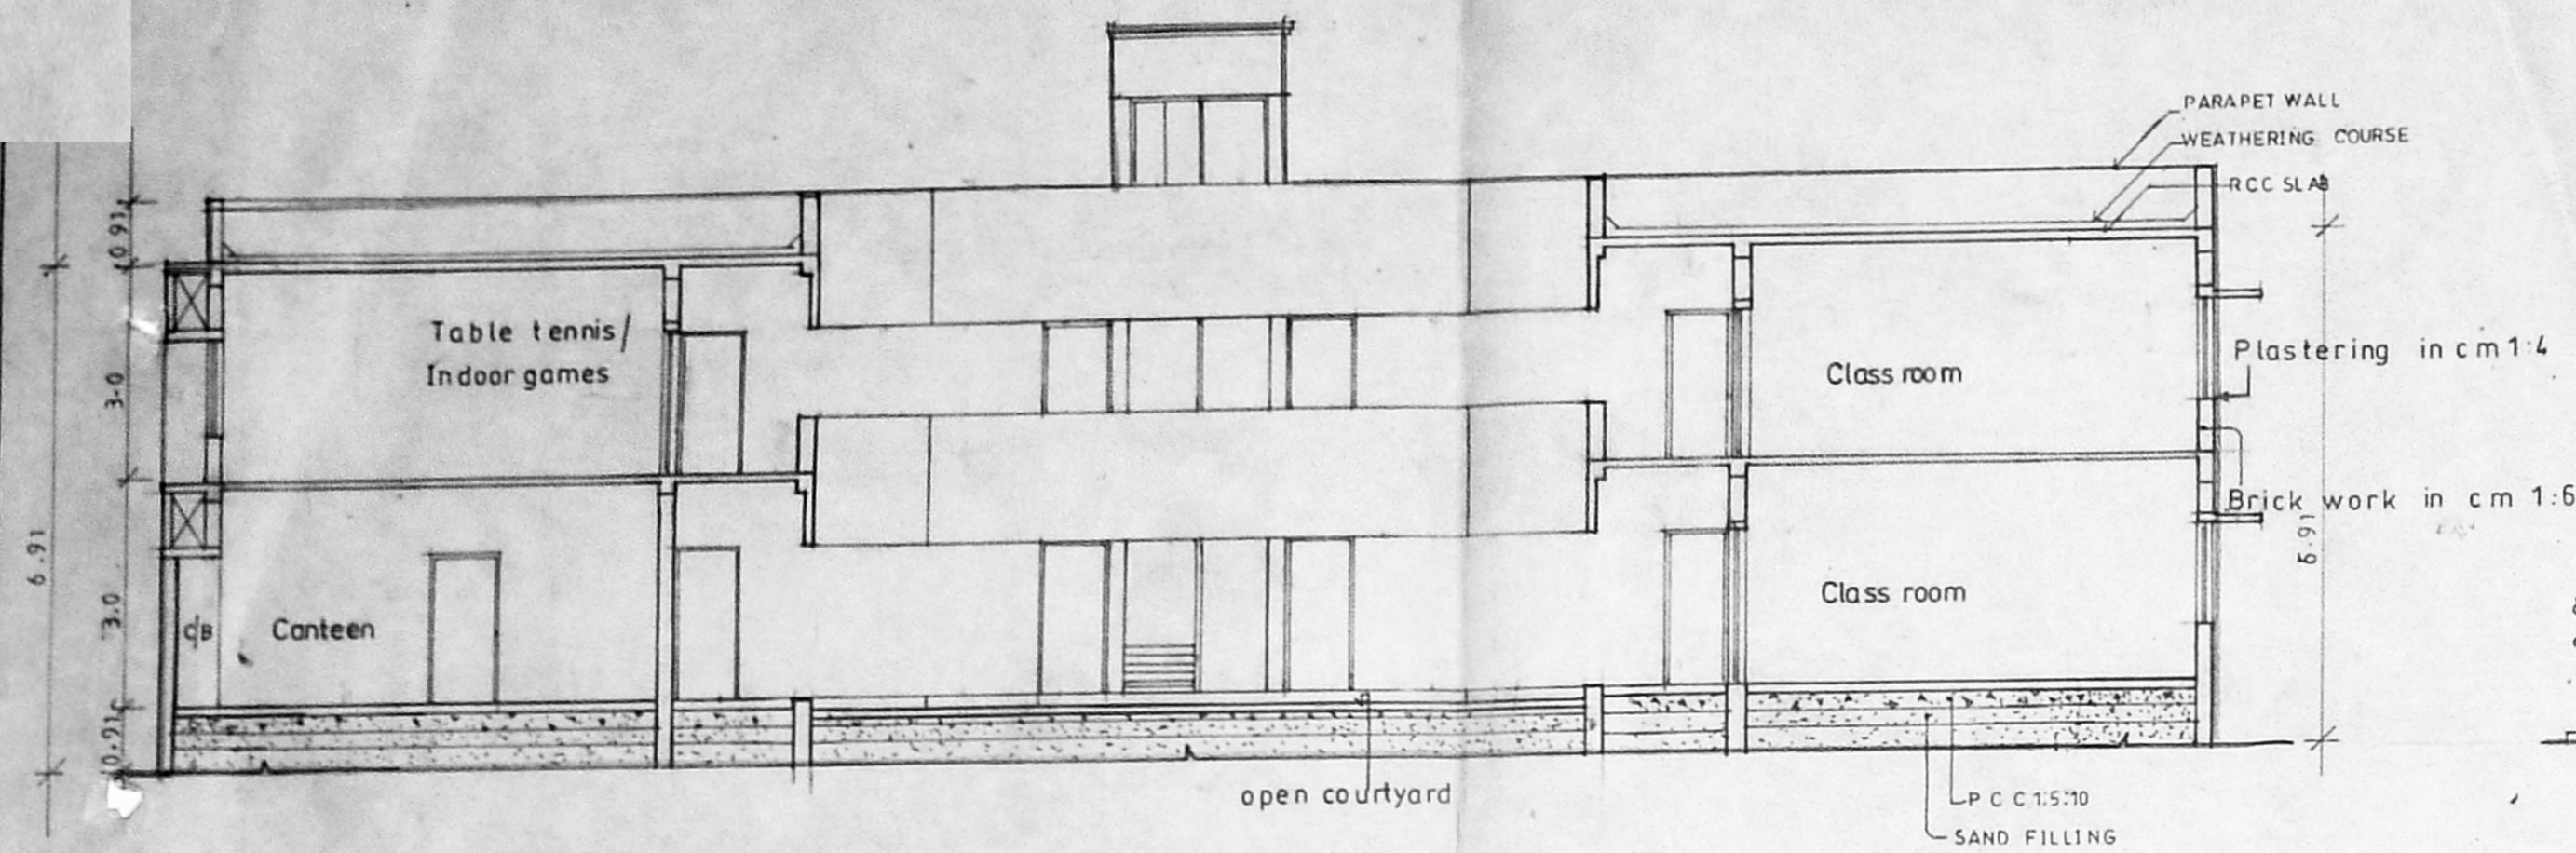 PARAPET WALL
WEATHERING COURSE
RCC SLAB
0.91
Table tennis/
Indoor games
Class room
Plastering in cm 1:4
3.0
Brick work in cm 1:6
6.91
6.91
Class room
3.0
C/B
Canteen
0.91
open courtyard
P C C 1:5:10
SAND FILLING